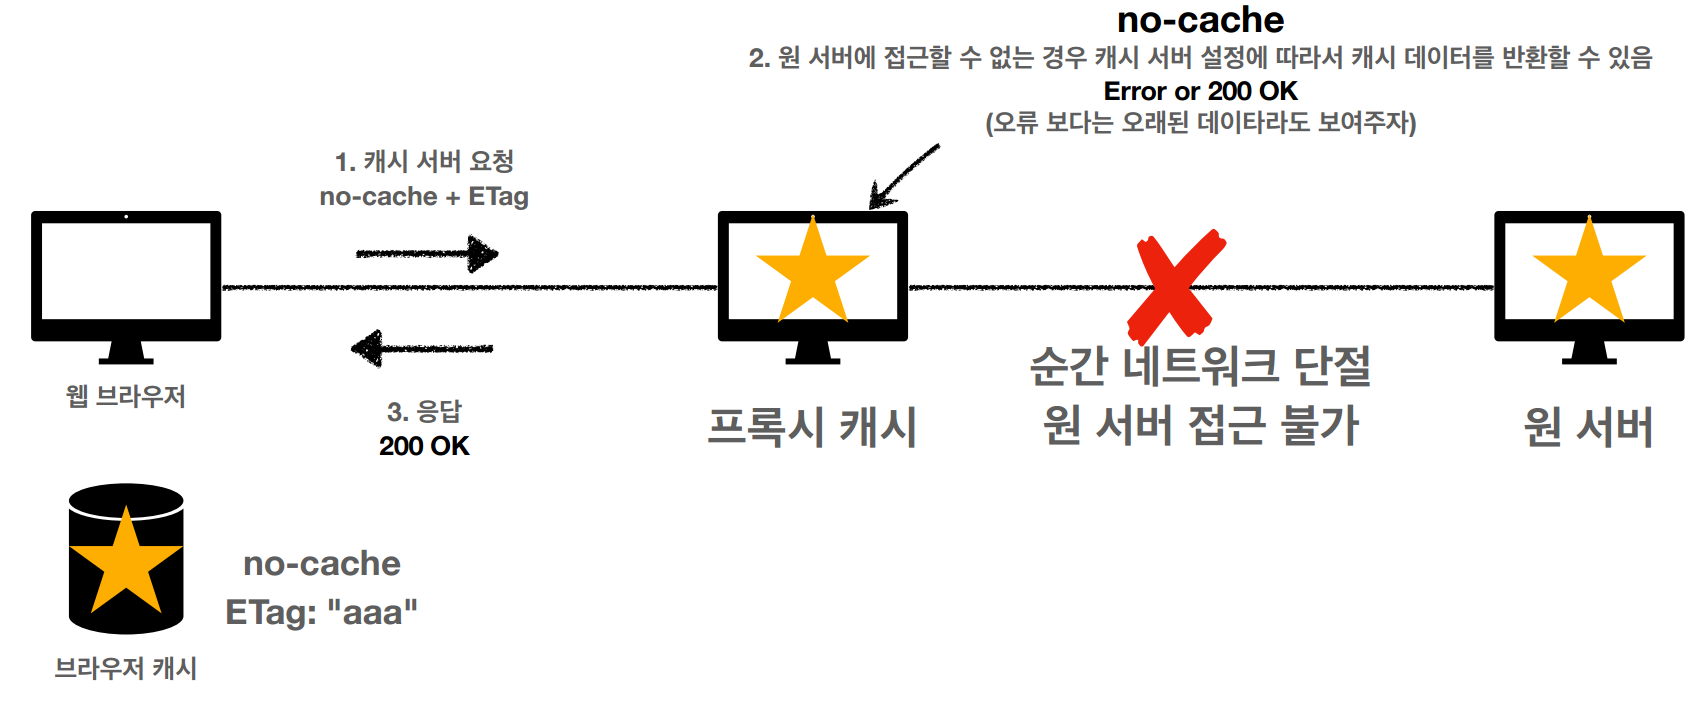 no-cache
2. 원 서버에 접근할 수 없는 경우 캐시 서버 설정에 따라서 캐시 데이터를 반환할 수 있음
Error or 200 OK
(오류 보다는 오래된 데이타라도 보여주자)
1. 캐시 서버 요청
no-cache + ETag
웹 브라우저
3. 응답
200 OK
프록시 캐시
순간 네트워크 단절
원 서버 접근 불가
원 서버
no-cache
ETag: "aaa"
브라우저 캐시